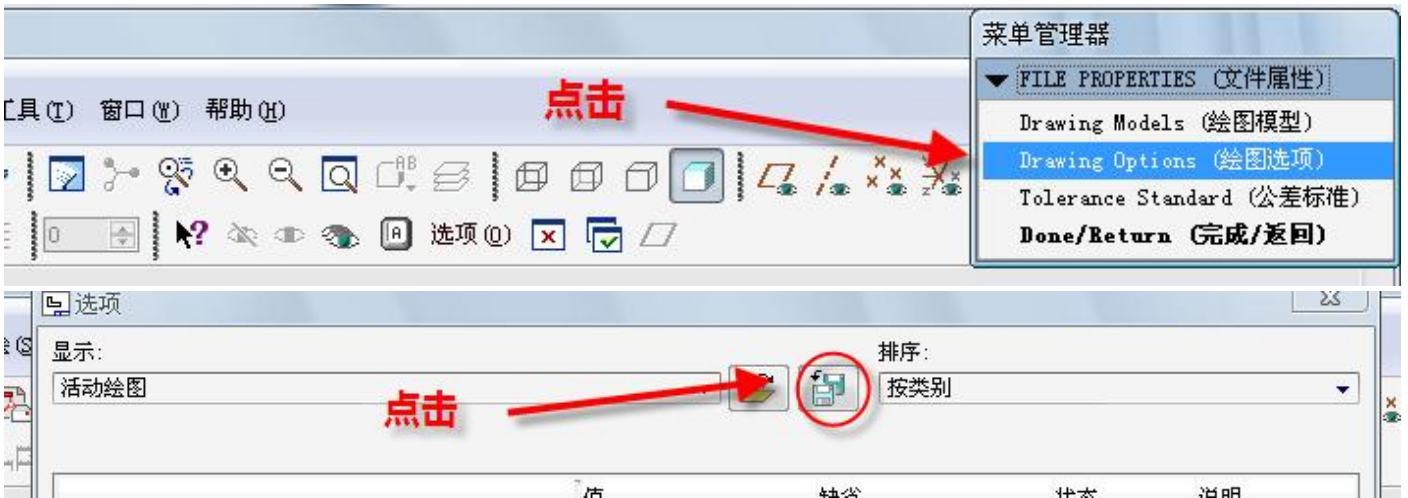 菜单管理器
FILE PROPERTIES (文件属性)
工具(T) 窗口(W) 帮助(H)
点击
Drawing Models (绘图模型)
Drawing Options (绘图选项)
Tolerance Standard (公差标准)
Done/Return (完成/返回)
0
选项(O)
选项
显示:
排序:
活动绘图
按类别
点击
值 缺省 状态 说明